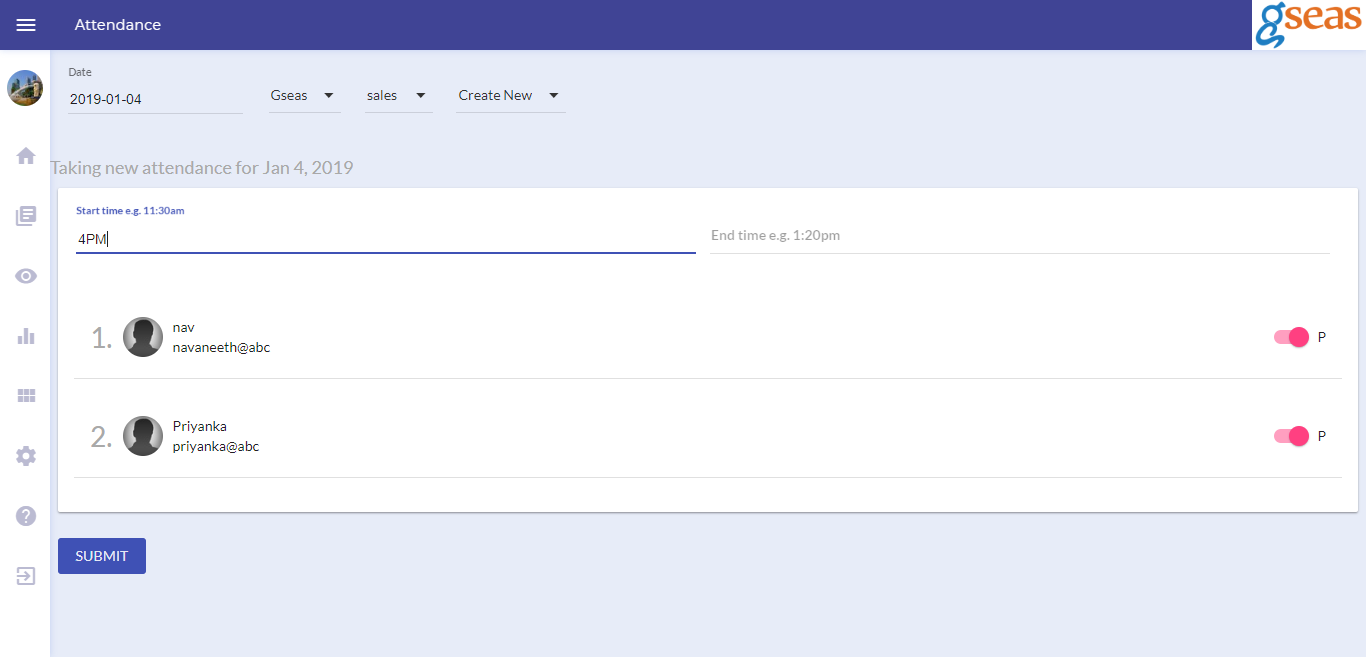 Attendance
gseas
Date
2019-01-04
Gseas
sales
Create New
Taking new attendance for Jan 4, 2019
Start time e.g. 11:30am
4PM
End time e.g. 1:20pm
1.
nav
navaneeth@abc
P
2.
Priyanka
priyanka@abc
P
SUBMIT